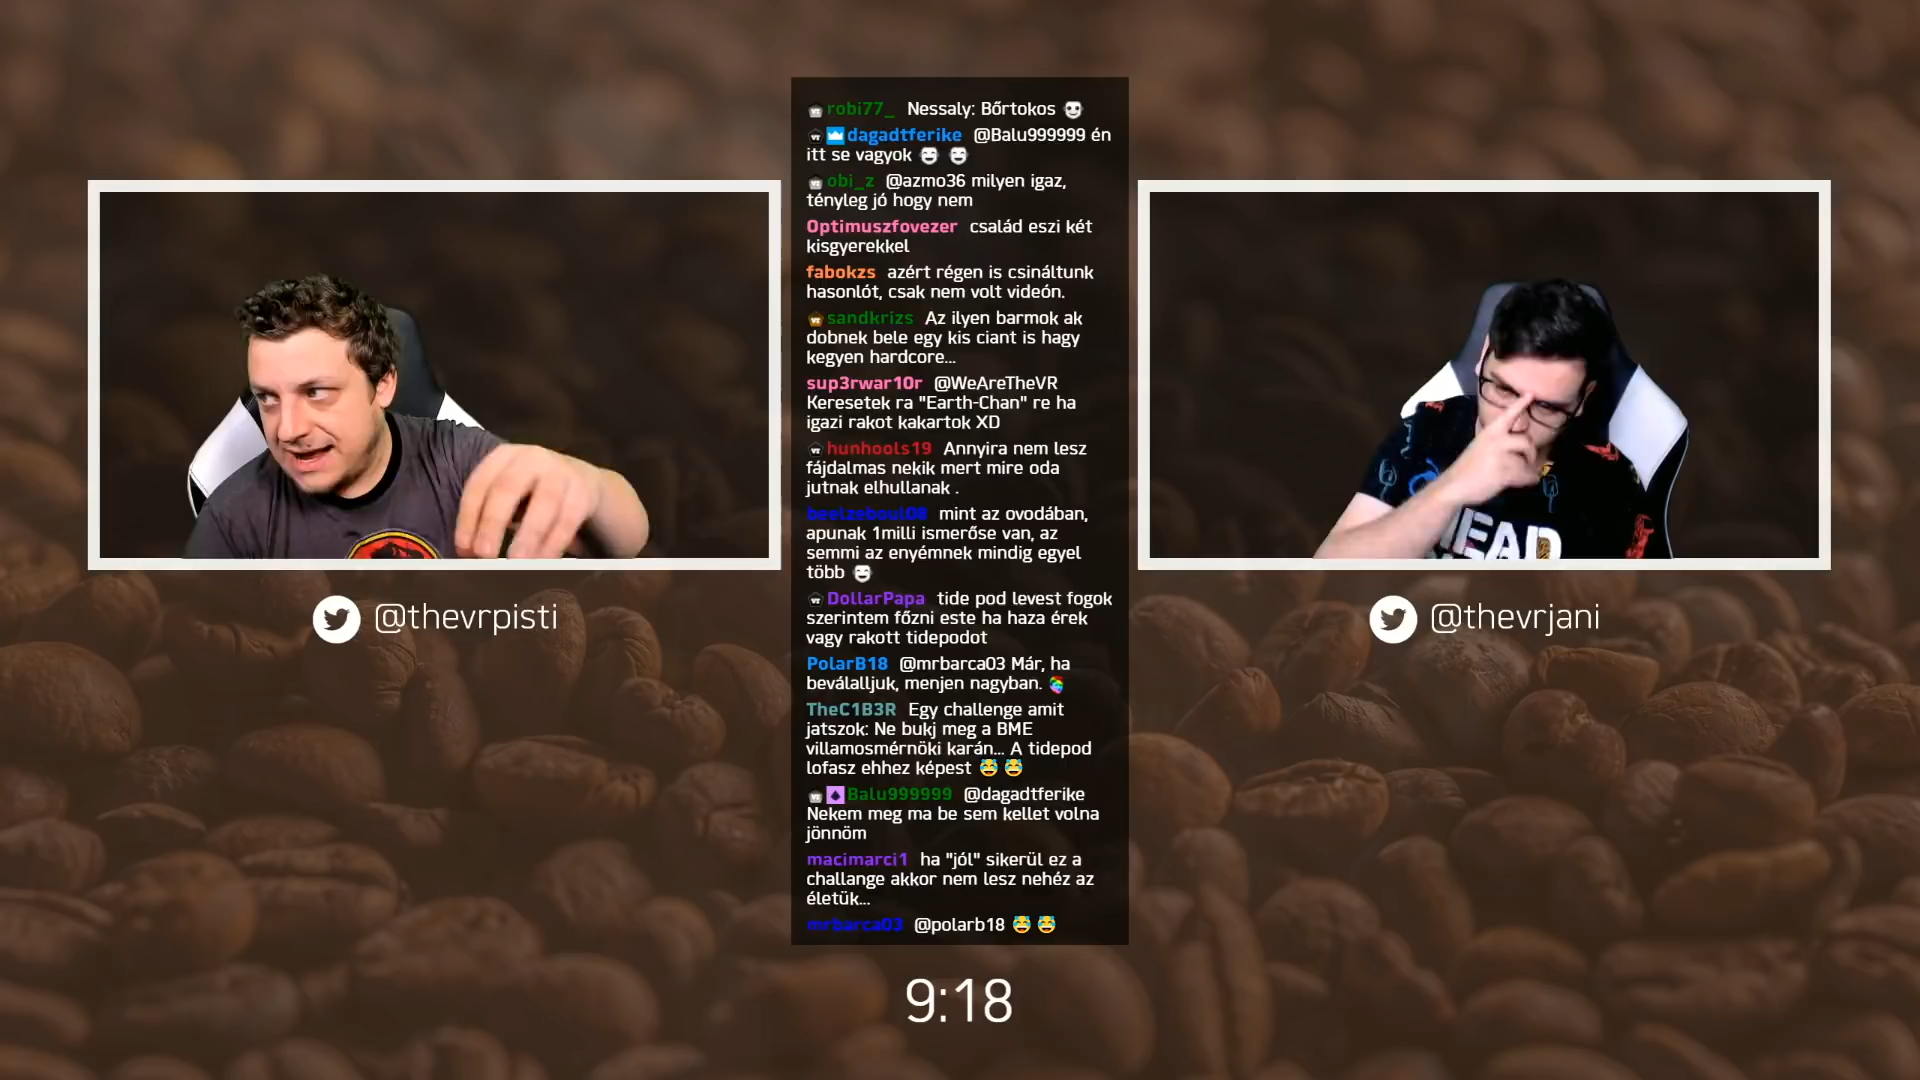 robi77_ Nessaly: Bőrtokos
dagadtferike @Balu999999 én
itt se vagyok
obi_z @azmo36 milyen igaz,
tényleg jó hogy nem
Optimuszfovezer család eszi két
kisgyerekkel
fabokzs azért régen is csináltunk
hasonlót, csak nem volt videón.
sandkrizs Az ilyen barmok ak
dobnek bele egy kis ciant is hagy
kegyen hardcore...
sup3rwar10r @WeAreTheVR
Keresetek ra "Earth-Chan" re ha
igazi rakot kakartok XD
hunhools19 Annyira nem lesz
fájdalmas nekik mert mire oda
jutnak elhullanak .
beelzeboul08 mint az ovodában,
apunak 1milli ismerőse van, az
semmi az enyémnek mindig egyel
több
DollarPapa tide pod levest fogok
szerintem főzni este ha haza érek
vagy rakott tidepodot
PolarB18 @mrbarca03 Már, ha
beválalljuk, menjen nagyban.
TheC1B3R Egy challenge amit
jatszok: Ne bukj meg a BME
villamosmérnöki karán... A tidepod
lofasz ehhez képest
Balu999999 @dagadtferike
Nekem meg ma be sem kellet volna
jönnöm
macimarci1 ha "jól" sikerül ez a
challange akkor nem lesz nehéz az
életük...
mrbarca03 @polarb18
HEAD
@thevrpisti
@thevrjani
9:18